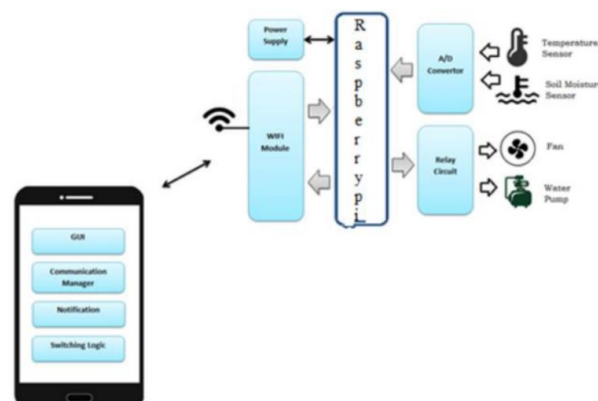 Power
Supply
WIFI
Module
Raspberrypi
A/D
Convertor
Temperature
Sensor
Soil Moisture
Sensor
Relay
Circuit
Fan
Water
Pump
GUI
Communication
Manager
Notification
Switching Logic